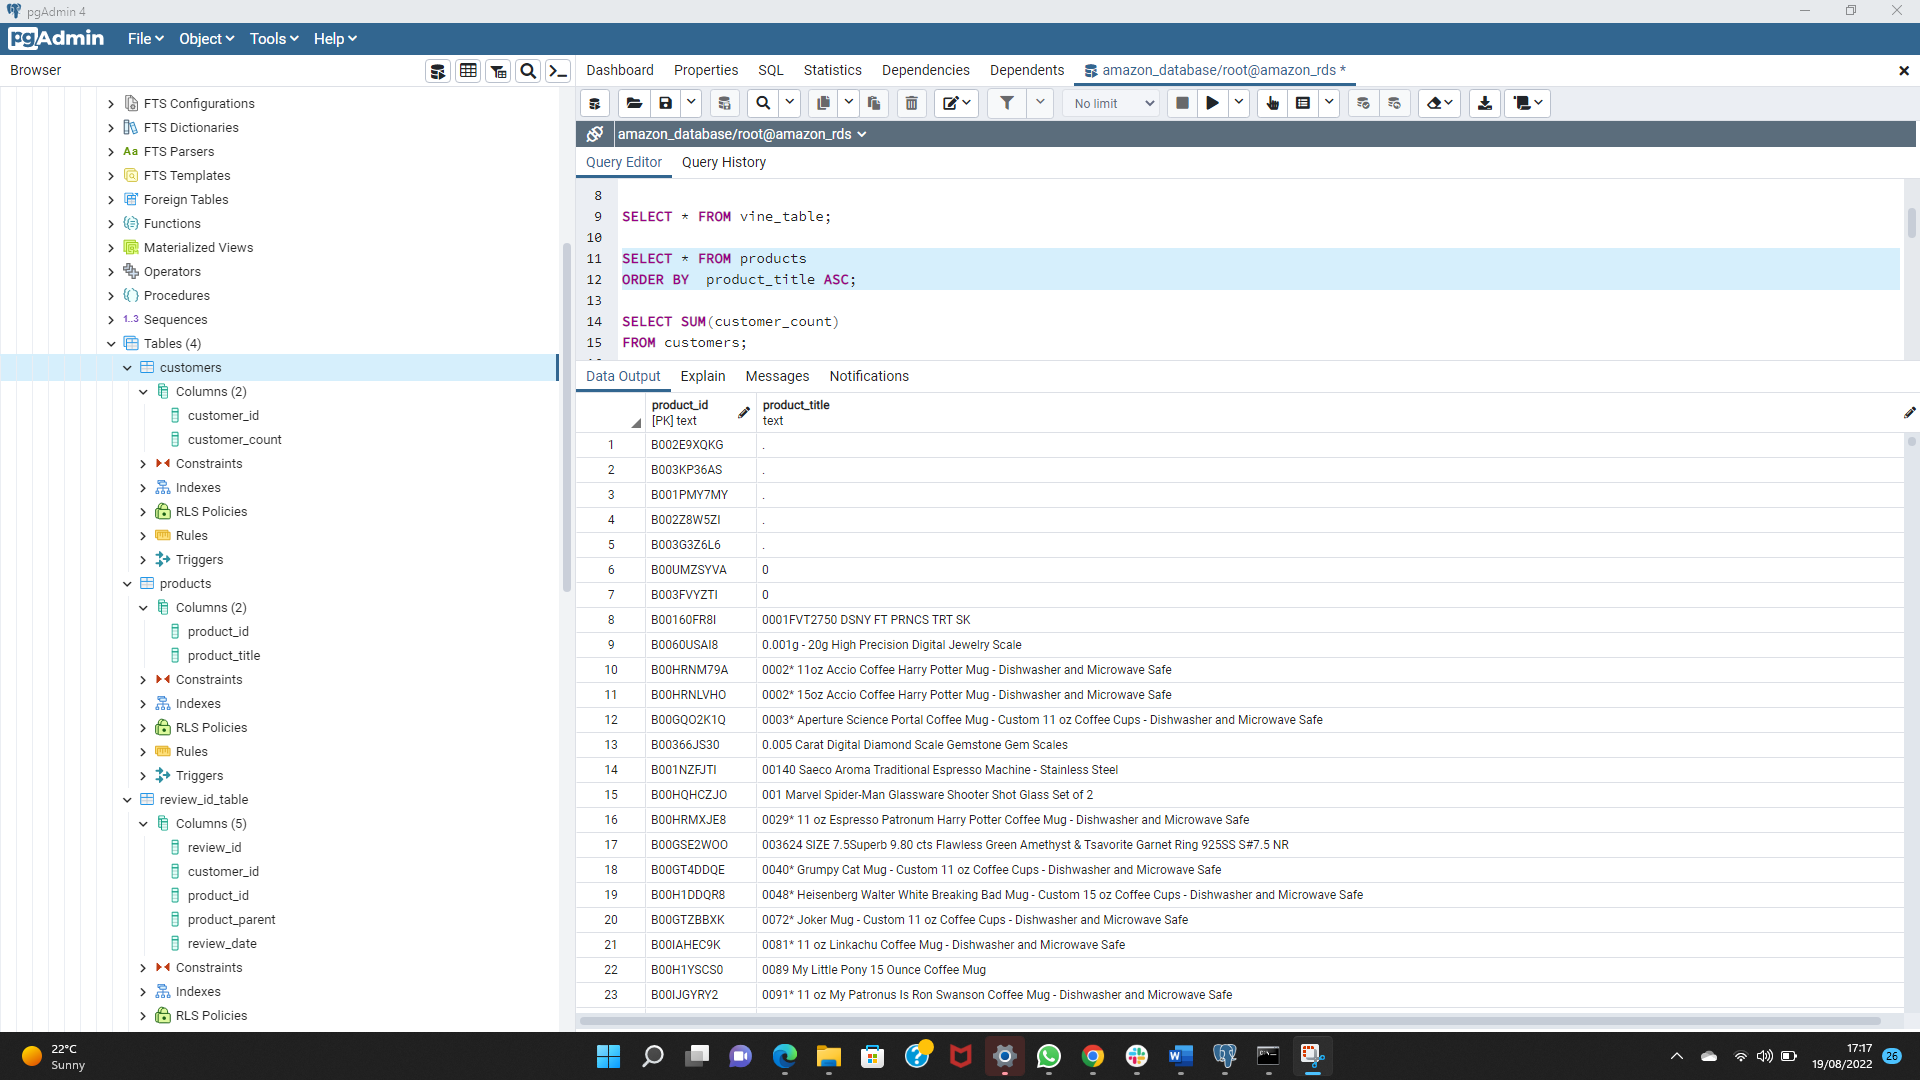 pgAdmin 4
pgAdmin File Object Tools Help
Browser
Dashboard Properties SQL Statistics Dependencies Dependents amazon_database/root@amazon_rds *
No limit
amazon_database/root@amazon_rds
Query Editor Query History
FTS Configurations
FTS Dictionaries
Aa FTS Parsers
FTS Templates
Foreign Tables
Functions
Materialized Views
Operators
Procedures
1..3 Sequences
Tables (4)
customers
Columns (2)
customer_id
customer_count
Constraints
Indexes
RLS Policies
Rules
Triggers
products
Columns (2)
product_id
product_title
Constraints
Indexes
RLS Policies
Rules
Triggers
review_id_table
Columns (5)
review_id
customer_id
product_id
product_parent
review_date
Constraints
Indexes
RLS Policies
8
9 SELECT * FROM vine_table;
10
11 SELECT * FROM products
12 ORDER BY  product_title ASC;
13
14 SELECT SUM(customer_count)
15 FROM customers;
Data Output Explain Messages Notifications
product_id product_title
[PK] text text
1 B002E9XQKG .
2 B003KP36AS .
3 B001PMY7MY .
4 B002Z8W5ZI .
5 B003G3Z6L6 .
6 B00UMZSYVA 0
7 B003FVYZTI 0
8 B00160FR8I 0001FVT2750 DSNY FT PRNCS TRT SK
9 B0060USAI8 0.001g - 20g High Precision Digital Jewelry Scale
10 B00HRNM79A 0002* 11oz Accio Coffee Harry Potter Mug - Dishwasher and Microwave Safe
11 B00HRNLVHO 0002* 15oz Accio Coffee Harry Potter Mug - Dishwasher and Microwave Safe
12 B00GQO2K1Q 0003* Aperture Science Portal Coffee Mug - Custom 11 oz Coffee Cups - Dishwasher and Microwave Safe
13 B00366JS30 0.005 Carat Digital Diamond Scale Gemstone Gem Scales
14 B001NZFJTI 00140 Saeco Aroma Traditional Espresso Machine - Stainless Steel
15 B00HQHCZJO 001 Marvel Spider-Man Glassware Shooter Shot Glass Set of 2
16 B00HRMXJE8 0029* 11 oz Espresso Patronum Harry Potter Coffee Mug - Dishwasher and Microwave Safe
17 B00GSE2WOO 003624 SIZE 7.5Superb 9.80 cts Flawless Green Amethyst & Tsavorite Garnet Ring 925SS S#7.5 NR
18 B00GT4DDQE 0040* Grumpy Cat Mug - Custom 11 oz Coffee Cups - Dishwasher and Microwave Safe
19 B00H1DDQR8 0048* Heisenberg Walter White Breaking Bad Mug - Custom 15 oz Coffee Cups - Dishwasher and Microwave Safe
20 B00GTZBBXK 0072* Joker Mug - Custom 11 oz Coffee Cups - Dishwasher and Microwave Safe
21 B00IAHEC9K 0081* 11 oz Linkachu Coffee Mug - Dishwasher and Microwave Safe
22 B00H1YSCS0 0089 My Little Pony 15 Ounce Coffee Mug
23 B00IJGYRY2 0091* 11 oz My Patronus Is Ron Swanson Coffee Mug - Dishwasher and Microwave Safe
22°C
Sunny
17:17
19/08/2022
26